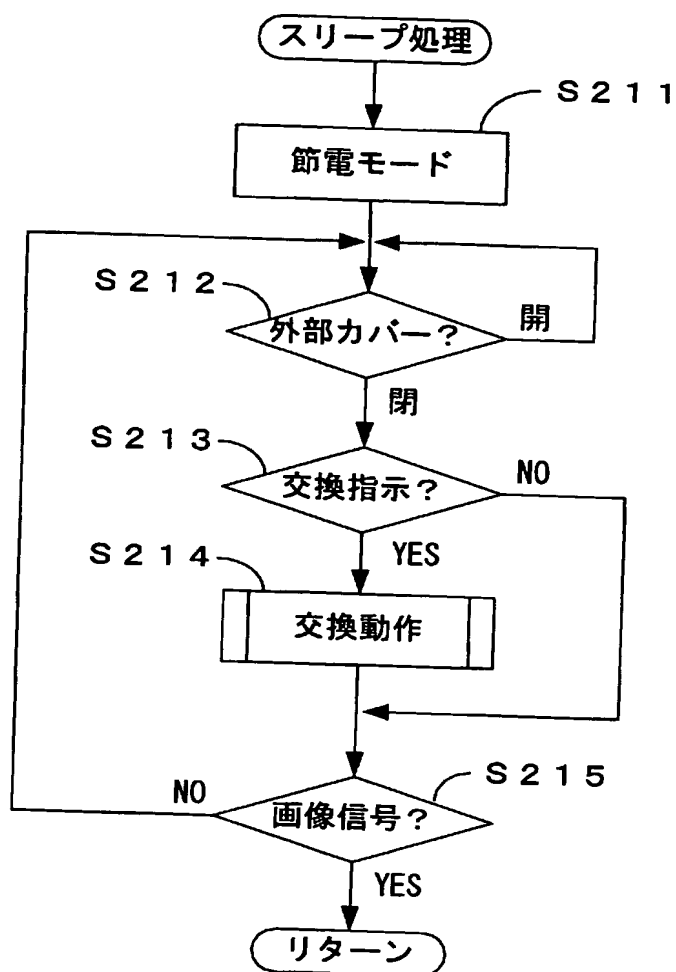 スリープ処理
S211
節電モード
S212
外部カバー?
開
閉
S213
交換指示?
NO
YES
S214
交換動作
S215
NO
画像信号?
YES
リターン